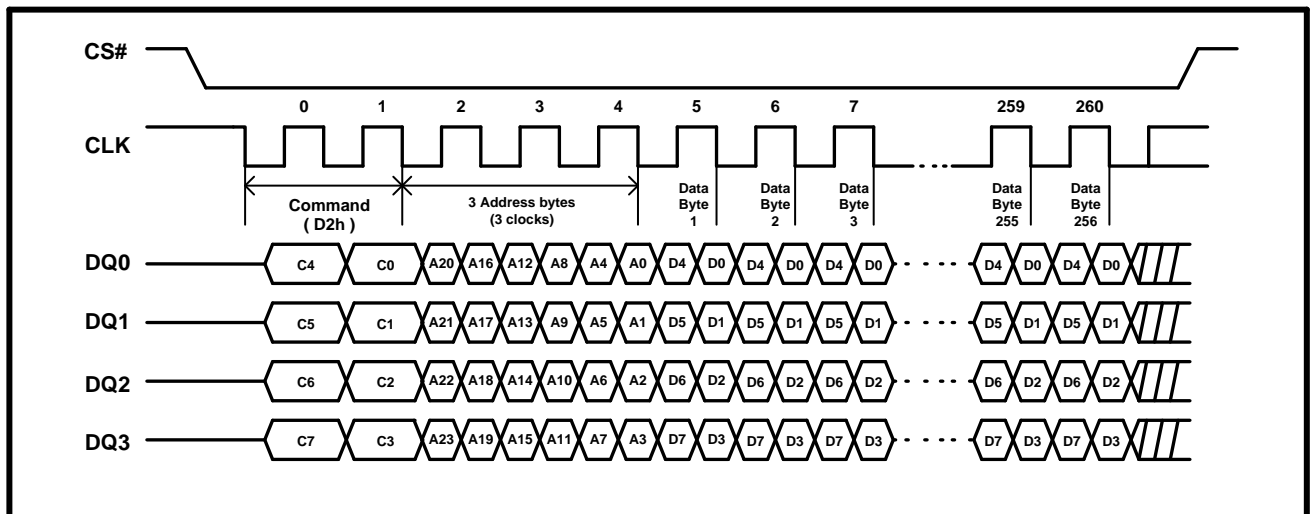 CS#
0 1 2 3 4 5 6 7 259 260
CLK
Command
( D2h )
3 Address bytes
(3 clocks)
Data
Byte
1
Data
Byte
2
Data
Byte
3
Data
Byte
255
Data
Byte
256
DQ0 C4 C0 A20 A16 A12 A8 A4 A0 D4 D0 D4 D0 D4 D0 D4 D0 D4 D0
DQ1 C5 C1 A21 A17 A13 A9 A5 A1 D5 D1 D5 D1 D5 D1 D5 D1 D5 D1
DQ2 C6 C2 A22 A18 A14 A10 A6 A2 D6 D2 D6 D2 D6 D2 D6 D2 D6 D2
DQ3 C7 C3 A23 A19 A15 A11 A7 A3 D7 D3 D7 D3 D7 D3 D7 D3 D7 D3